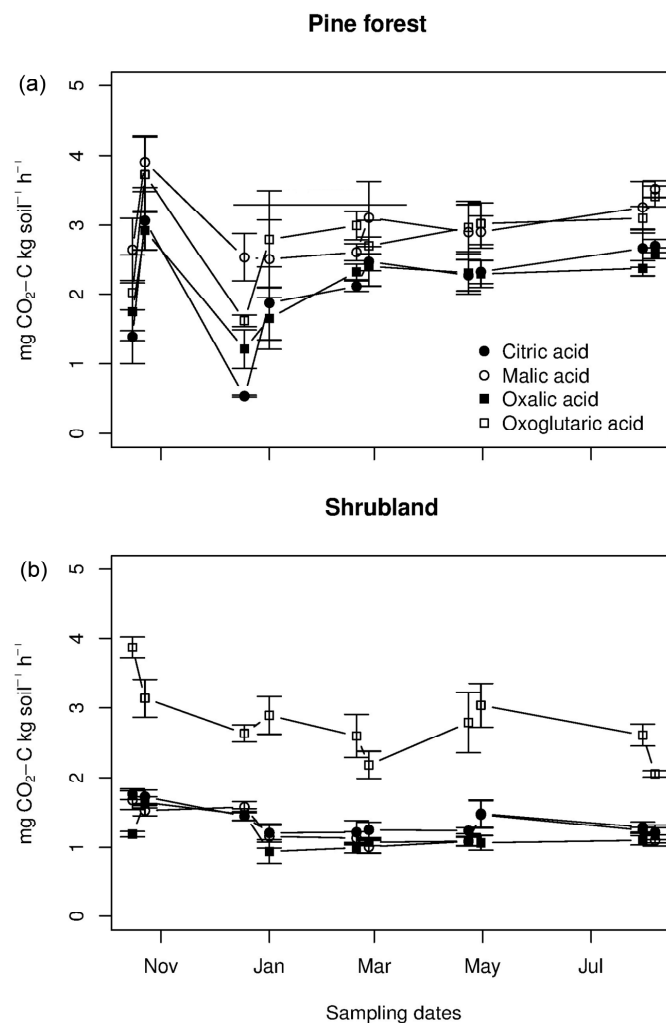 Pine forest
(a)
5
4
3
2
1
0
mg CO₂–C kg soil⁻¹ h⁻¹
Citric acid
Malic acid
Oxalic acid
Oxoglutaric acid
Shrubland
(b)
5
4
3
2
1
0
mg CO₂–C kg soil⁻¹ h⁻¹
Nov Jan Mar May Jul
Sampling dates